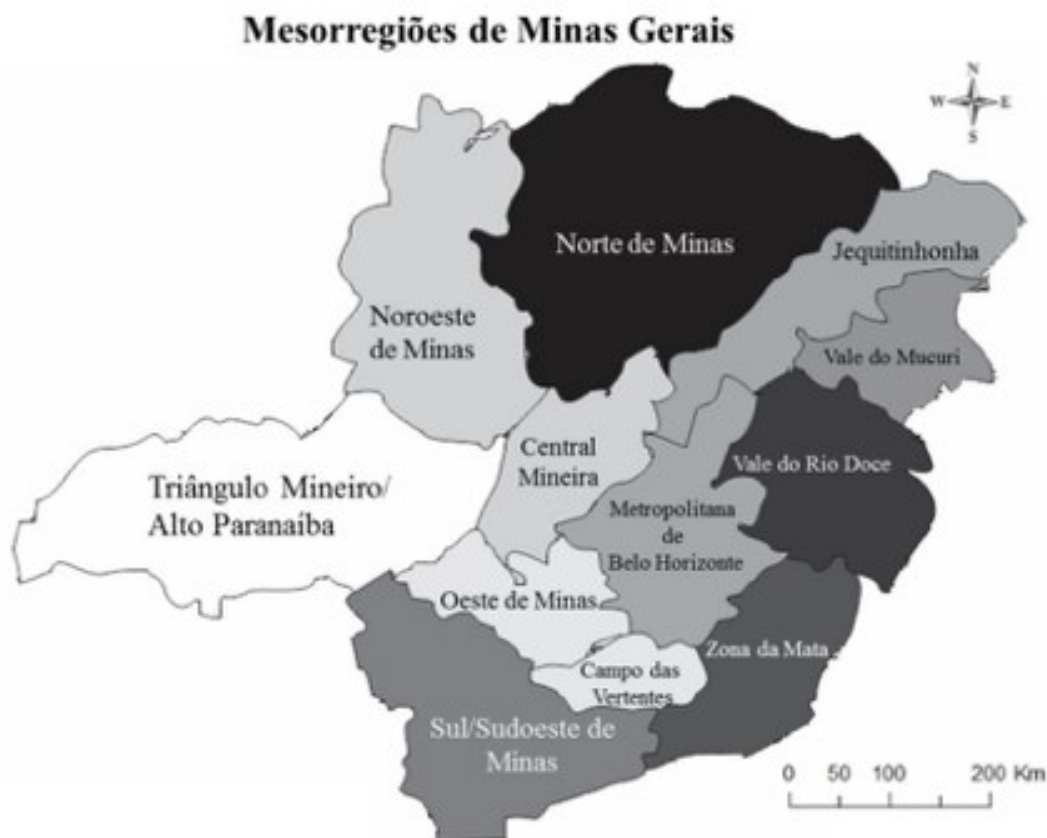 Mesorregiões de Minas Gerais
N
W E
S
Norte de Minas
Jequitinhonha
Noroeste
de Minas
Vale do Mucuri
Central
Mineira
Vale do Rio Doce
Triângulo Mineiro/
Alto Paranaíba
Metropolitana
de
Belo Horizonte
Oeste de Minas
Zona da Mata
Campo das
Vertentes
Sul/Sudoeste de
Minas
0 50 100 200 Km